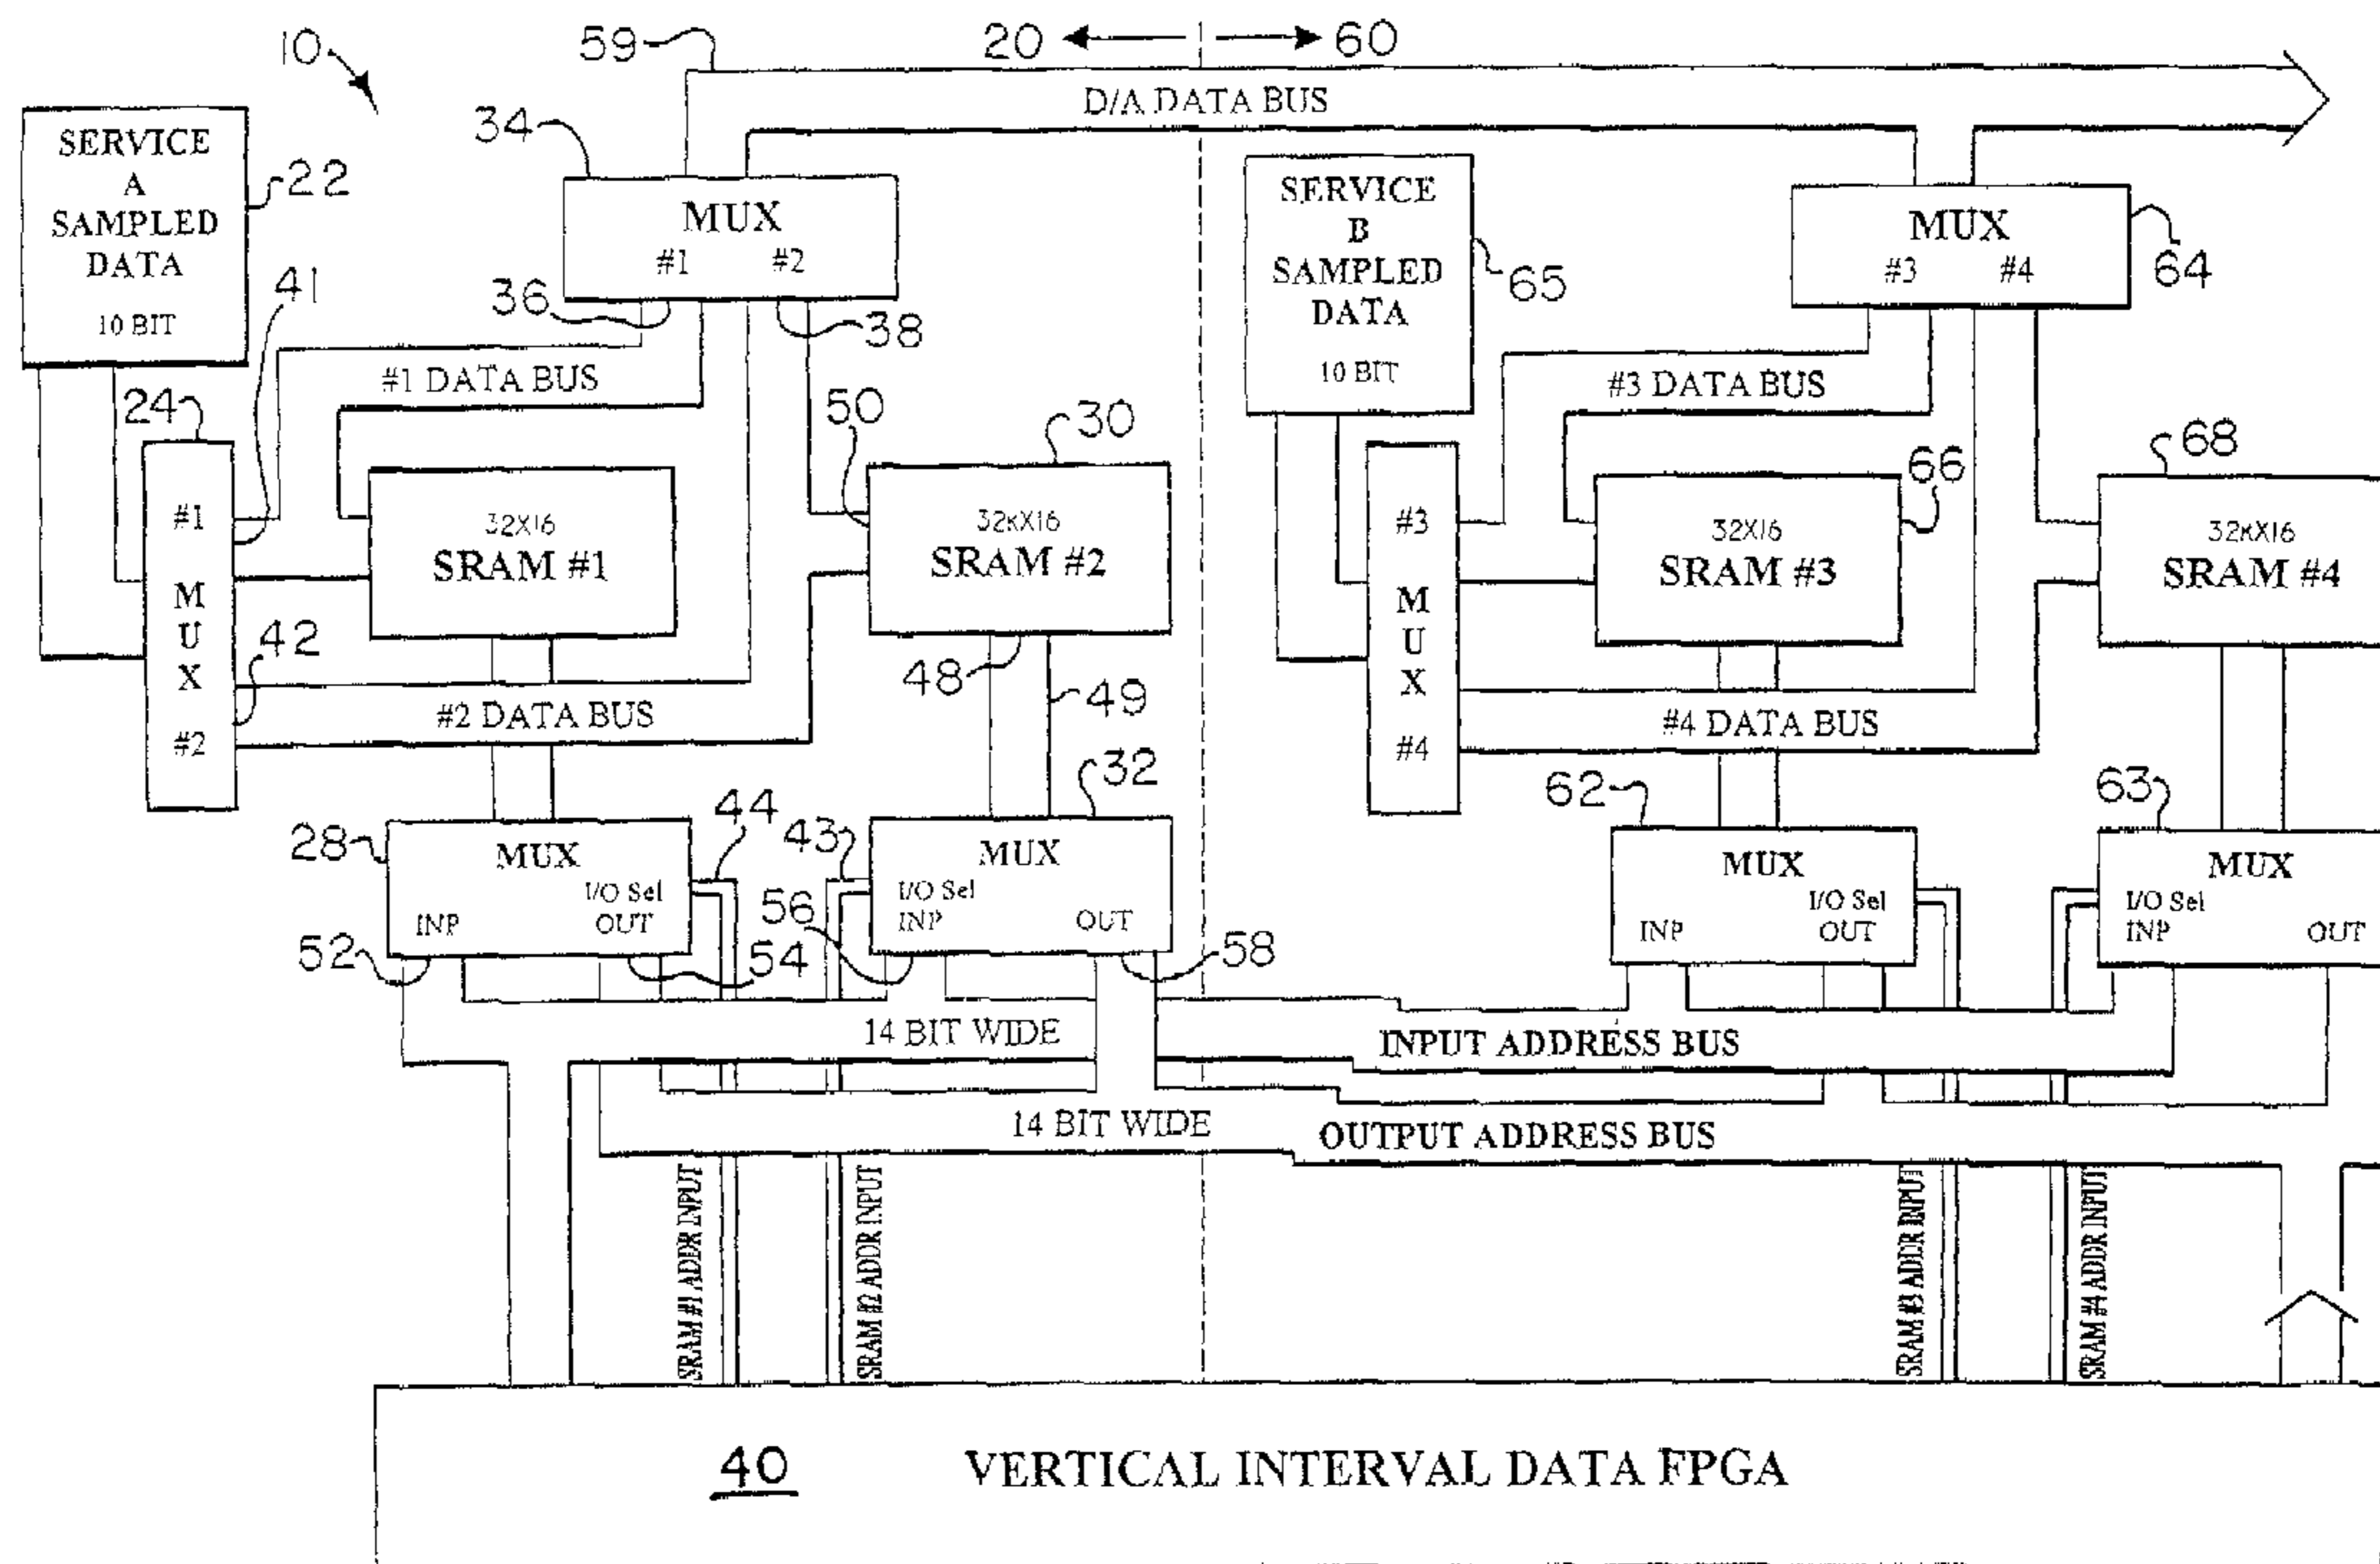 10
59
20
60
D/A DATA BUS
SERVICE
A
SAMPLED
DATA
10 BIT
22
34
MUX
#1 #2
36
38
SERVICE
B
SAMPLED
DATA
10 BIT
65
MUX
#3 #4
64
41
#1 DATA BUS
#3 DATA BUS
24
50
30
66
68
#1
M
U
X
#2
32X16
SRAM #1
32KX16
SRAM #2
#3
M
U
X
#4
32X16
SRAM #3
32KX16
SRAM #4
42
48
49
#2 DATA BUS
#4 DATA BUS
28
44
43
32
62
63
MUX
I/O Sel
INP OUT
MUX
I/O Sel
INP OUT
MUX
I/O Sel
INP OUT
MUX
I/O Sel
INP OUT
52
54
56
58
14 BIT WIDE
INPUT ADDRESS BUS
14 BIT WIDE
OUTPUT ADDRESS BUS
SRAM #1 ADDR INPUT
SRAM #2 ADDR INPUT
SRAM #3 ADDR INPUT
SRAM #4 ADDR INPUT
40
VERTICAL INTERVAL DATA FPGA